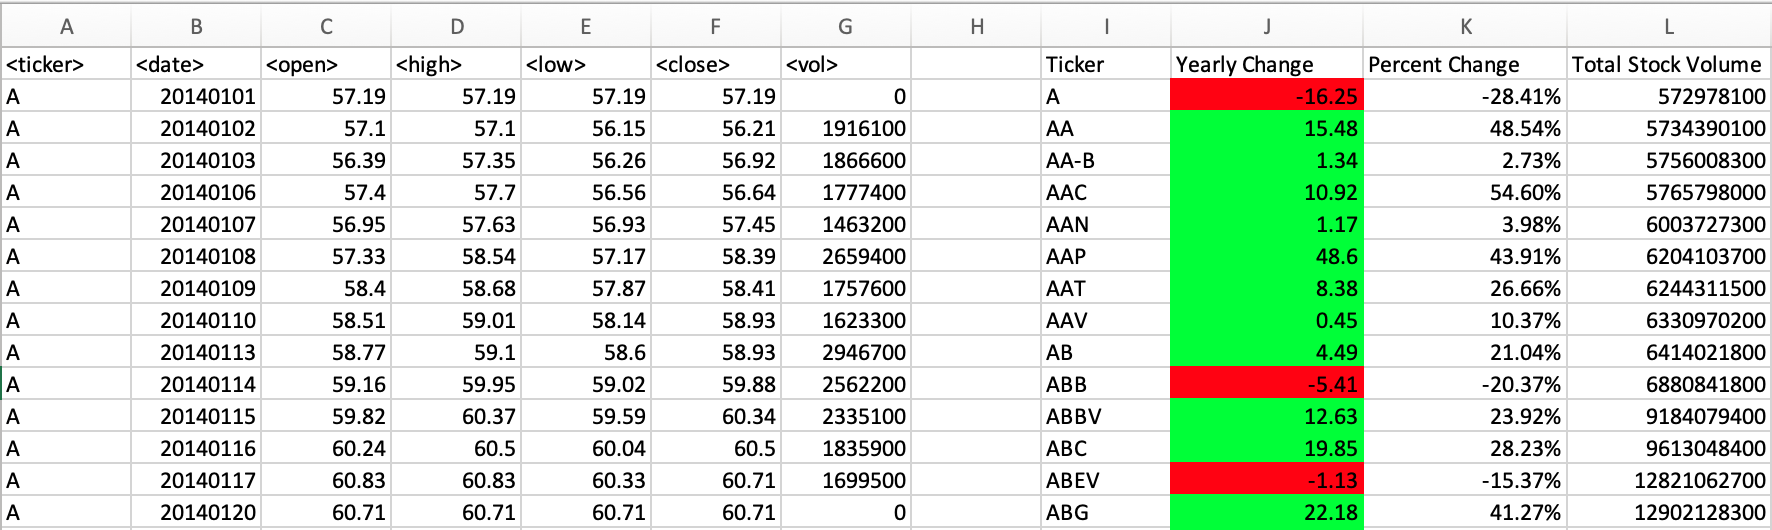 A B C D E F G H I J K L
<ticker> <date> <open> <high> <low> <close> <vol> Ticker Yearly Change Percent Change Total Stock Volume
A 20140101 57.19 57.19 57.19 57.19 0 A -16.25 -28.41% 572978100
A 20140102 57.1 57.1 56.15 56.21 1916100 AA 15.48 48.54% 5734390100
A 20140103 56.39 57.35 56.26 56.92 1866600 AA-B 1.34 2.73% 5756008300
A 20140106 57.4 57.7 56.56 56.64 1777400 AAC 10.92 54.60% 5765798000
A 20140107 56.95 57.63 56.93 57.45 1463200 AAN 1.17 3.98% 6003727300
A 20140108 57.33 58.54 57.17 58.39 2659400 AAP 48.6 43.91% 6204103700
A 20140109 58.4 58.68 57.87 58.41 1757600 AAT 8.38 26.66% 6244311500
A 20140110 58.51 59.01 58.14 58.93 1623300 AAV 0.45 10.37% 6330970200
A 20140113 58.77 59.1 58.6 58.93 2946700 AB 4.49 21.04% 6414021800
A 20140114 59.16 59.95 59.02 59.88 2562200 ABB -5.41 -20.37% 6880841800
A 20140115 59.82 60.37 59.59 60.34 2335100 ABBV 12.63 23.92% 9184079400
A 20140116 60.24 60.5 60.04 60.5 1835900 ABC 19.85 28.23% 9613048400
A 20140117 60.83 60.83 60.33 60.71 1699500 ABEV -1.13 -15.37% 12821062700
A 20140120 60.71 60.71 60.71 60.71 0 ABG 22.18 41.27% 12902128300